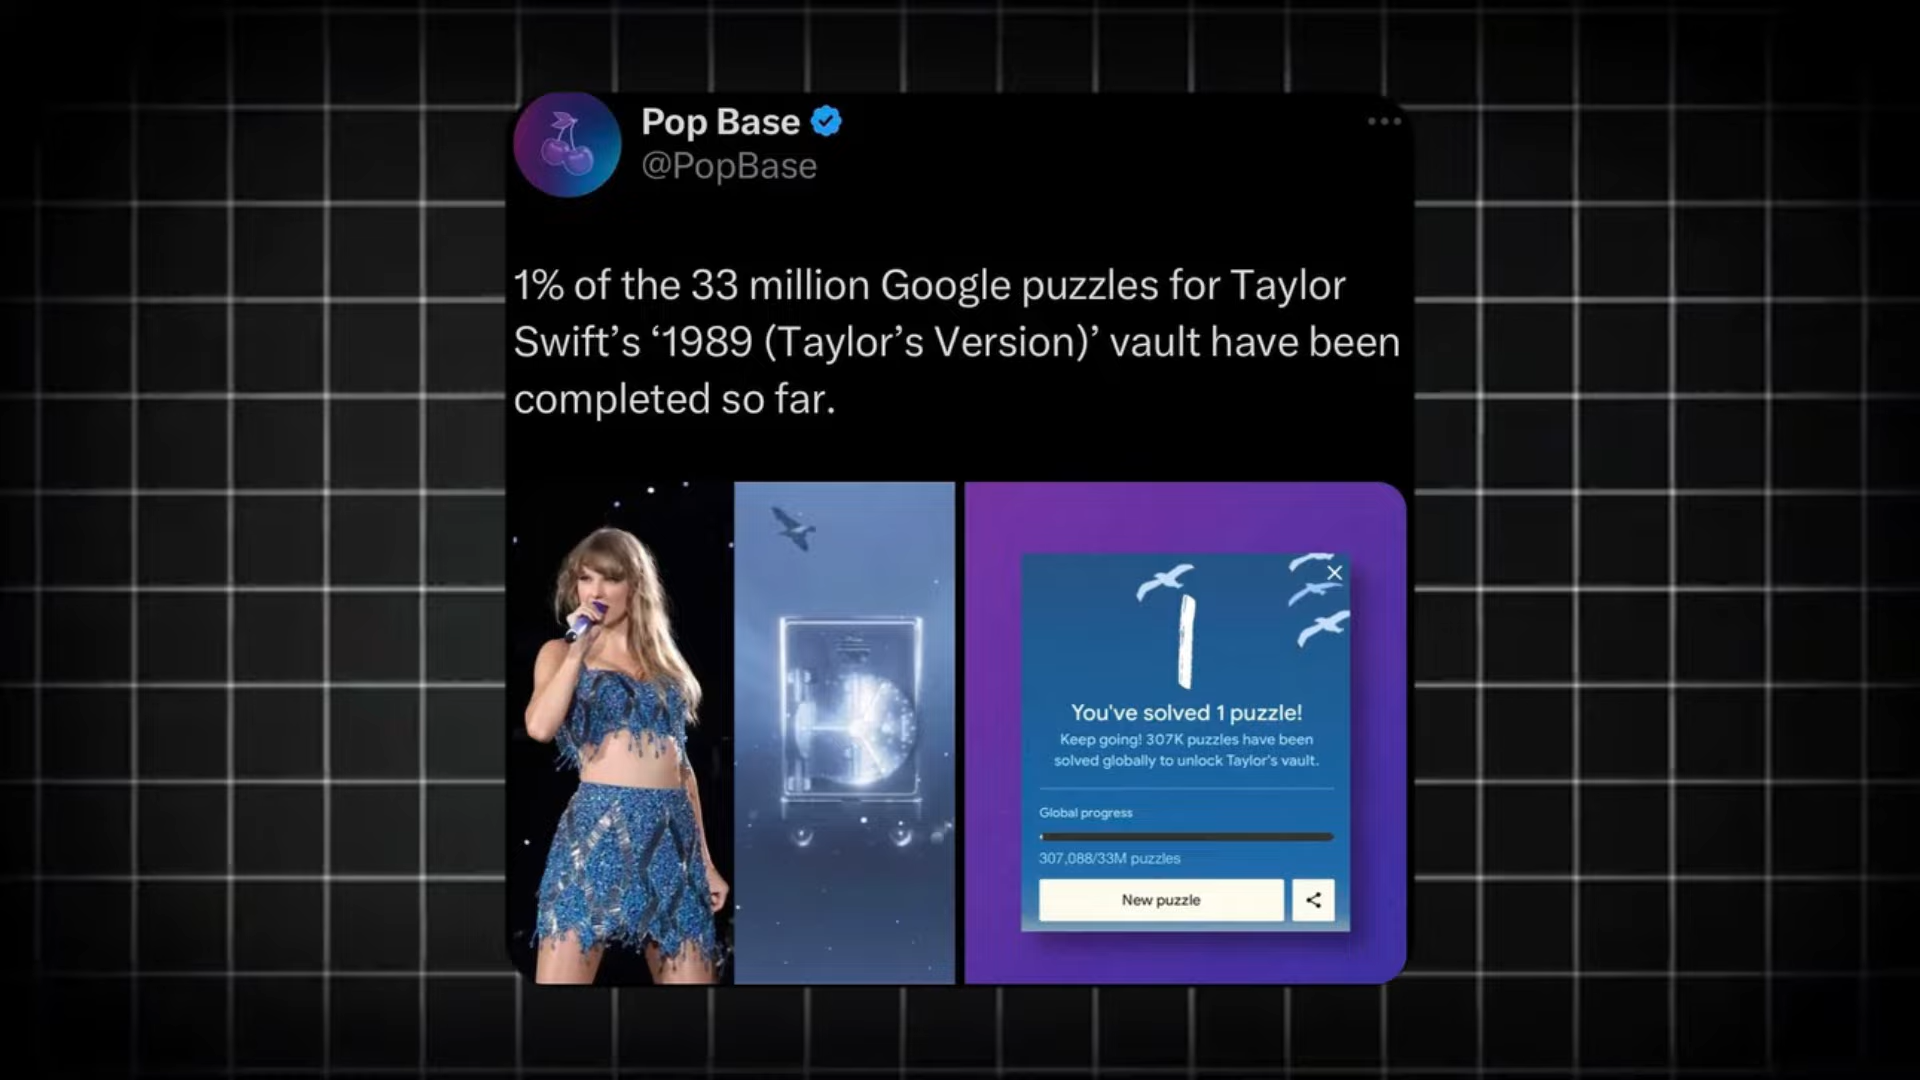 Pop Base
@PopBase
1% of the 33 million Google puzzles for Taylor
Swift’s ‘1989 (Taylor’s Version)’ vault have been
completed so far.
1
You've solved 1 puzzle!
Keep going! 307K puzzles have been
solved globally to unlock Taylor's vault.
Global progress
307,088/33M puzzles
New puzzle